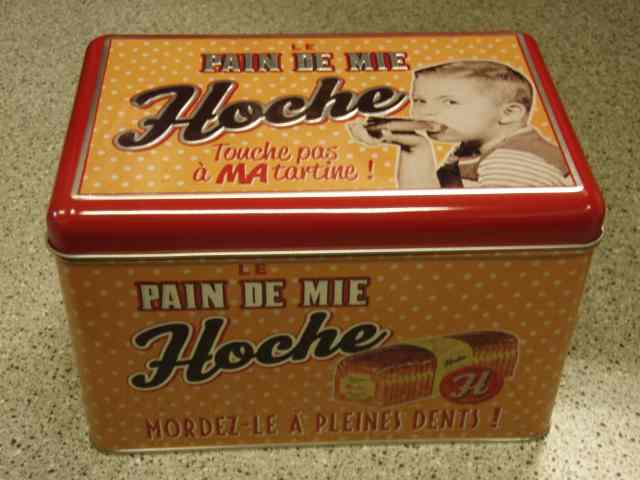 LE
PAIN DE MIE
Hoche
Touche pas
à MA tartine !
LE
PAIN DE MIE
Hoche
H
MORDEZ-LE À PLEINES DENTS !